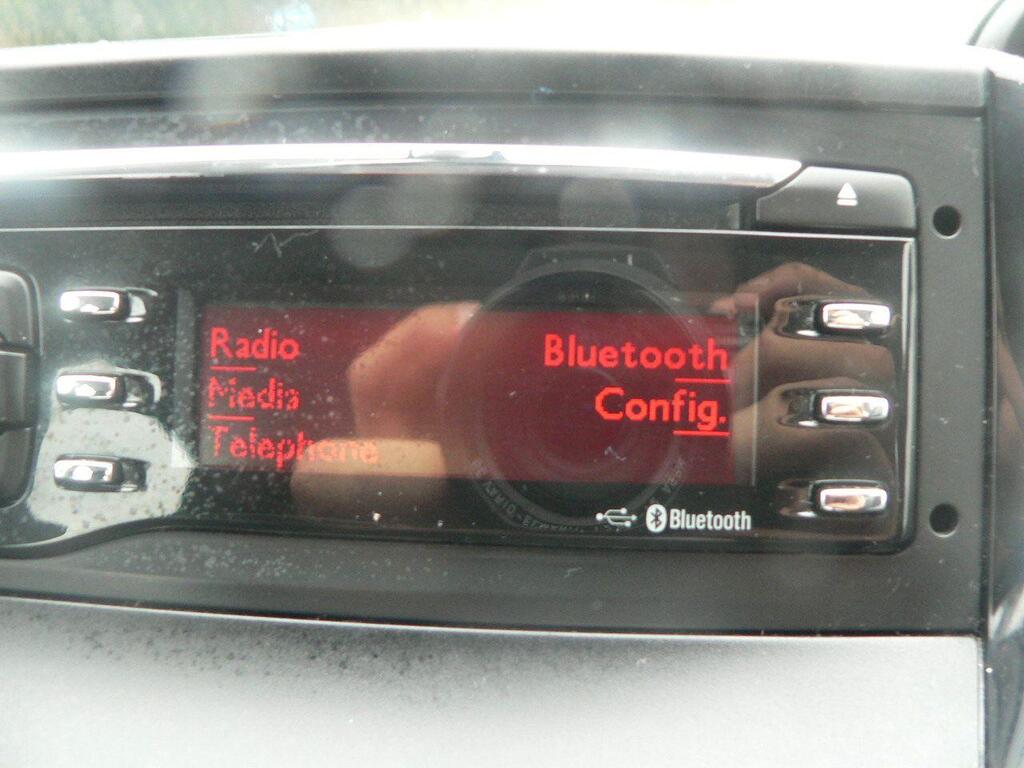 Radio
Media
Telephone
Bluetooth
Config.
Bluetooth